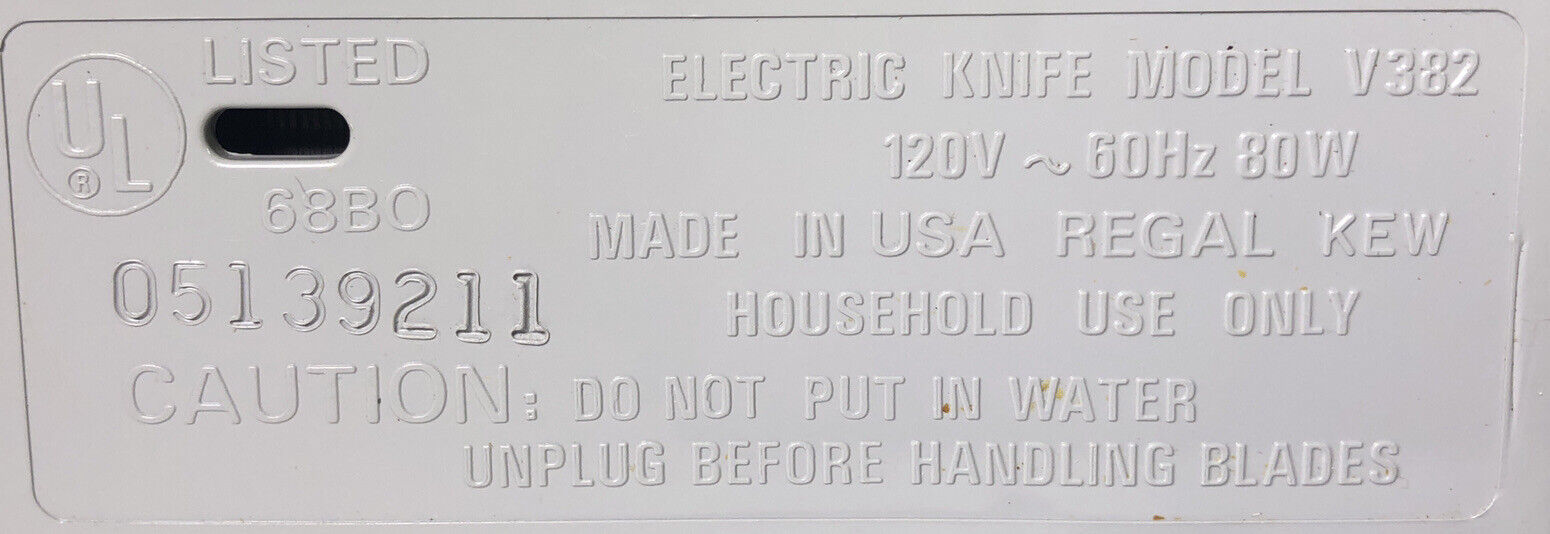 UL ®
LISTED
68BO
05139211
ELECTRIC KNIFE MODEL V382
120V ~ 60Hz 80W
MADE IN USA REGAL KEW
HOUSEHOLD USE ONLY
CAUTION: DO NOT PUT IN WATER
UNPLUG BEFORE HANDLING BLADES